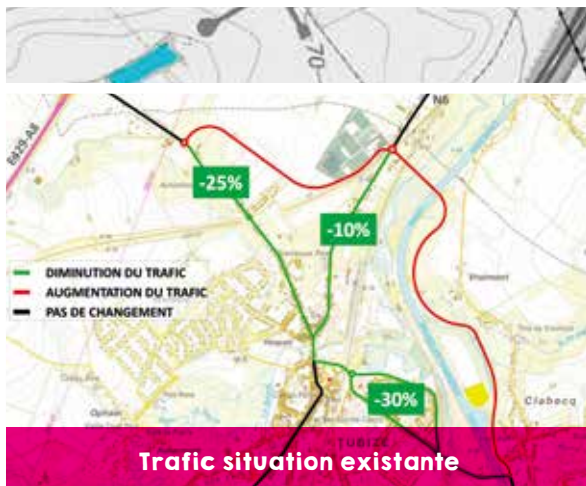 70
N6
E429-A8
-25%
-10%
DIMINUTION DU TRAFIC
AUGMENTATION DU TRAFIC
PAS DE CHANGEMENT
-30%
Clabecq
TUBIZE
Trafic situation existante